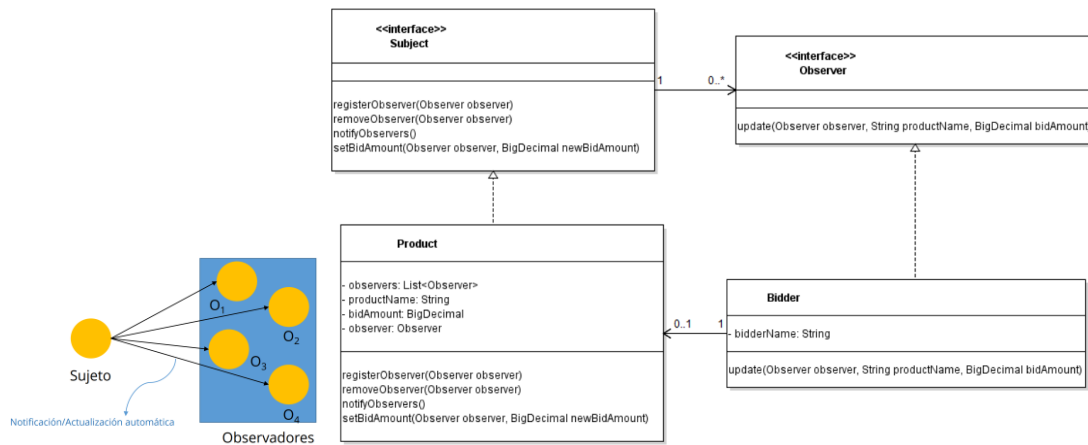 <<interface>>
Subject
registerObserver(Observer observer)
removeObserver(Observer observer)
notifyObservers()
setBidAmount(Observer observer, BigDecimal newBidAmount)
1
0..*
<<interface>>
Observer
update(Observer observer, String productName, BigDecimal bidAmount
Product
- observers: List<Observer>
- productName: String
- bidAmount: BigDecimal
- observer: Observer
registerObserver(Observer observer)
removeObserver(Observer observer)
notifyObservers()
setBidAmount(Observer observer, BigDecimal newBidAmount)
0..1
1
Bidder
- bidderName: String
update(Observer observer, String productName, BigDecimal bidAmount)
O1
O2
O3
O4
Sujeto
Notificación/Actualización automática
Observadores